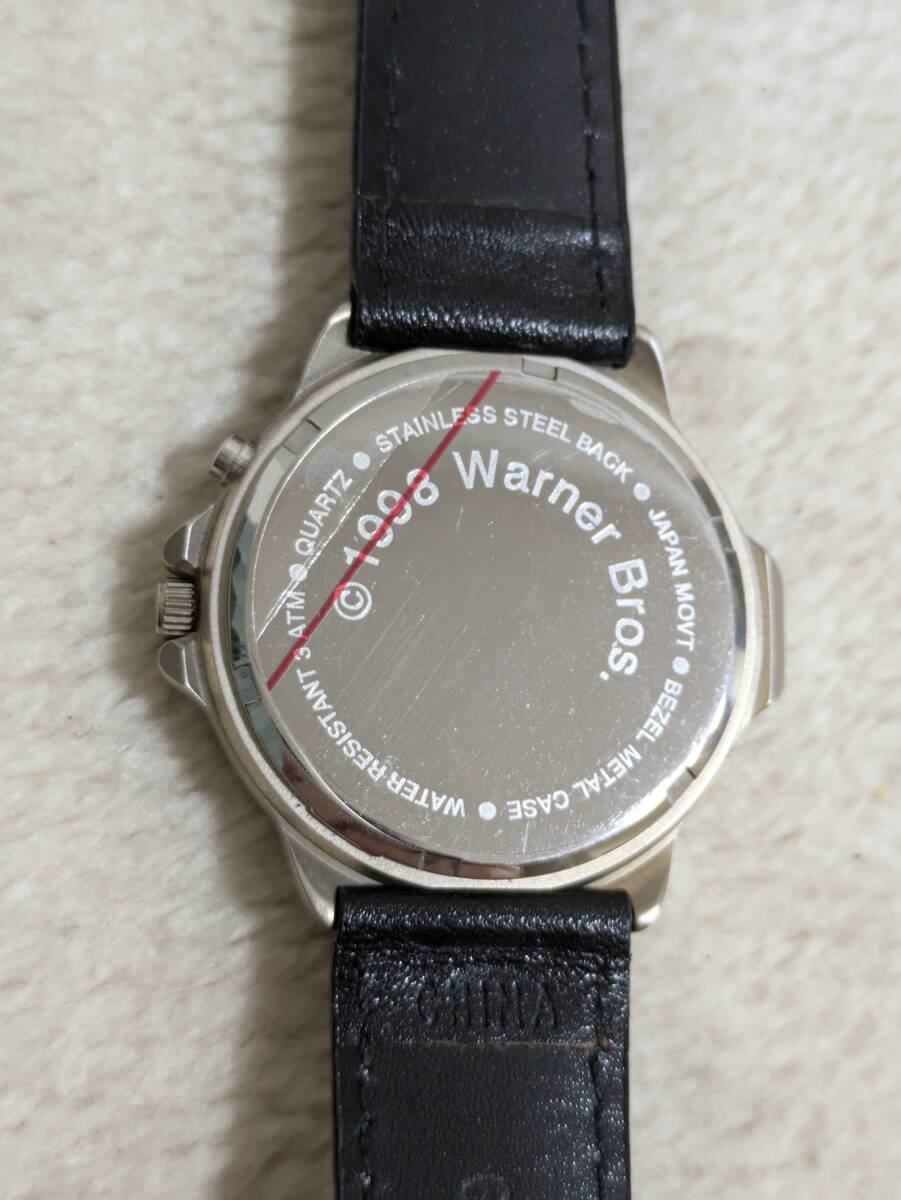 © 1998 Warner Bros.
STAINLESS STEEL BACK ● JAPAN MOVT ● BEZEL METAL CASE ● WATER RESISTANT 3 ATM ● QUARTZ ●
CHINA